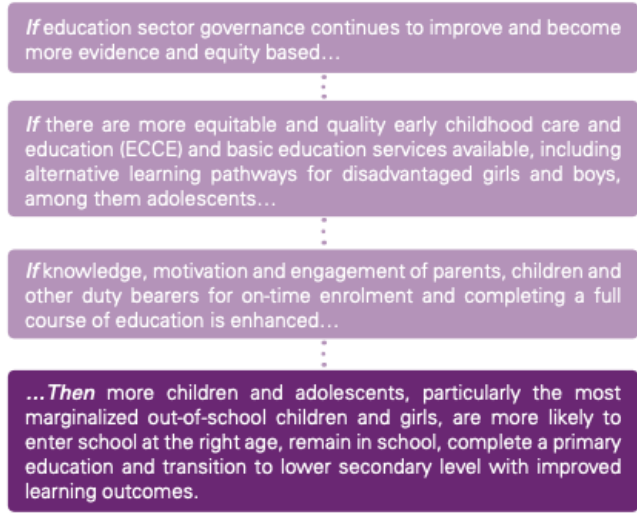 If education sector governance continues to improve and become
more evidence and equity based…
If there are more equitable and quality early childhood care and
education (ECCE) and basic education services available, including
alternative learning pathways for disadvantaged girls and boys,
among them adolescents…
If knowledge, motivation and engagement of parents, children and
other duty bearers for on-time enrolment and completing a full
course of education is enhanced…
…Then more children and adolescents, particularly the most
marginalized out-of-school children and girls, are more likely to
enter school at the right age, remain in school, complete a primary
education and transition to lower secondary level with improved
learning outcomes.